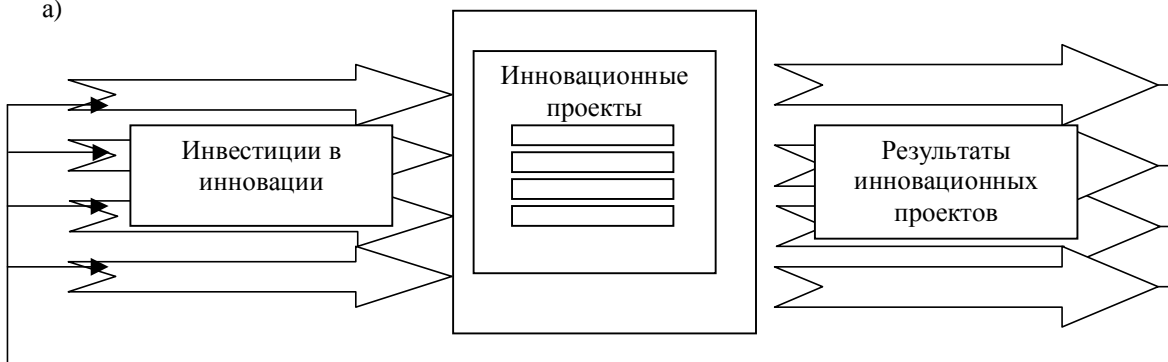 а)
Инновационные
проекты
Инвестиции в
инновации
Результаты
инновационных
проектов